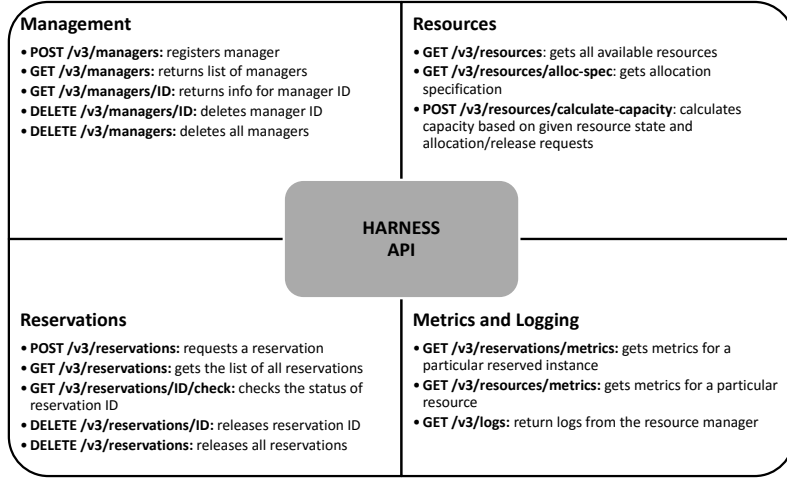 Management
• POST /v3/managers: registers manager
• GET /v3/managers: returns list of managers
• GET /v3/managers/ID: returns info for manager ID
• DELETE /v3/managers/ID: deletes manager ID
• DELETE /v3/managers: deletes all managers
Resources
• GET /v3/resources: gets all available resources
• GET /v3/resources/alloc-spec: gets allocation
specification
• POST /v3/resources/calculate-capacity: calculates
capacity based on given resource state and
allocation/release requests
HARNESS
API
Reservations
• POST /v3/reservations: requests a reservation
• GET /v3/reservations: gets the list of all reservations
• GET /v3/reservations/ID/check: checks the status of
reservation ID
• DELETE /v3/reservations/ID: releases reservation ID
• DELETE /v3/reservations: releases all reservations
Metrics and Logging
• GET /v3/reservations/metrics: gets metrics for a
particular reserved instance
• GET /v3/resources/metrics: gets metrics for a particular
resource
• GET /v3/logs: return logs from the resource manager